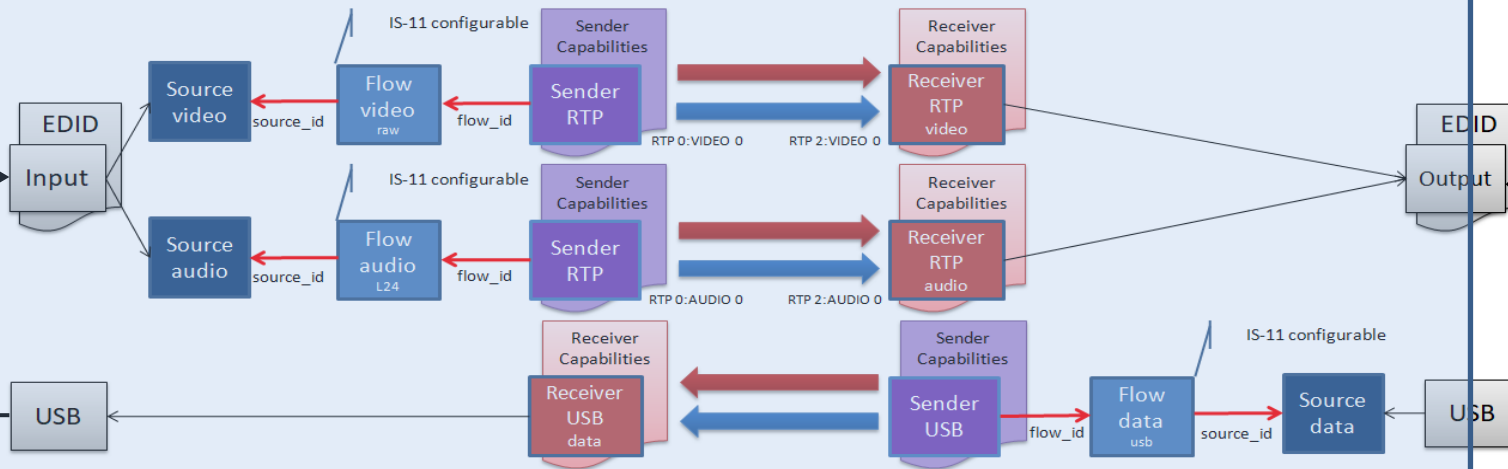 IS-11 configurable
Sender
Capabilities
Receiver
Capabilities
EDID
Input
Source
video
source_id
Flow
video
raw
flow_id
Sender
RTP
RTP 0:VIDEO 0
RTP 2:VIDEO 0
Receiver
RTP
video
EDID
Output
IS-11 configurable
Sender
Capabilities
Receiver
Capabilities
Source
audio
source_id
Flow
audio
L24
flow_id
Sender
RTP
RTP 0:AUDIO 0
RTP 2:AUDIO 0
Receiver
RTP
audio
Receiver
Capabilities
Sender
Capabilities
IS-11 configurable
USB
Receiver
USB
data
Sender
USB
flow_id
Flow
data
usb
source_id
Source
data
USB